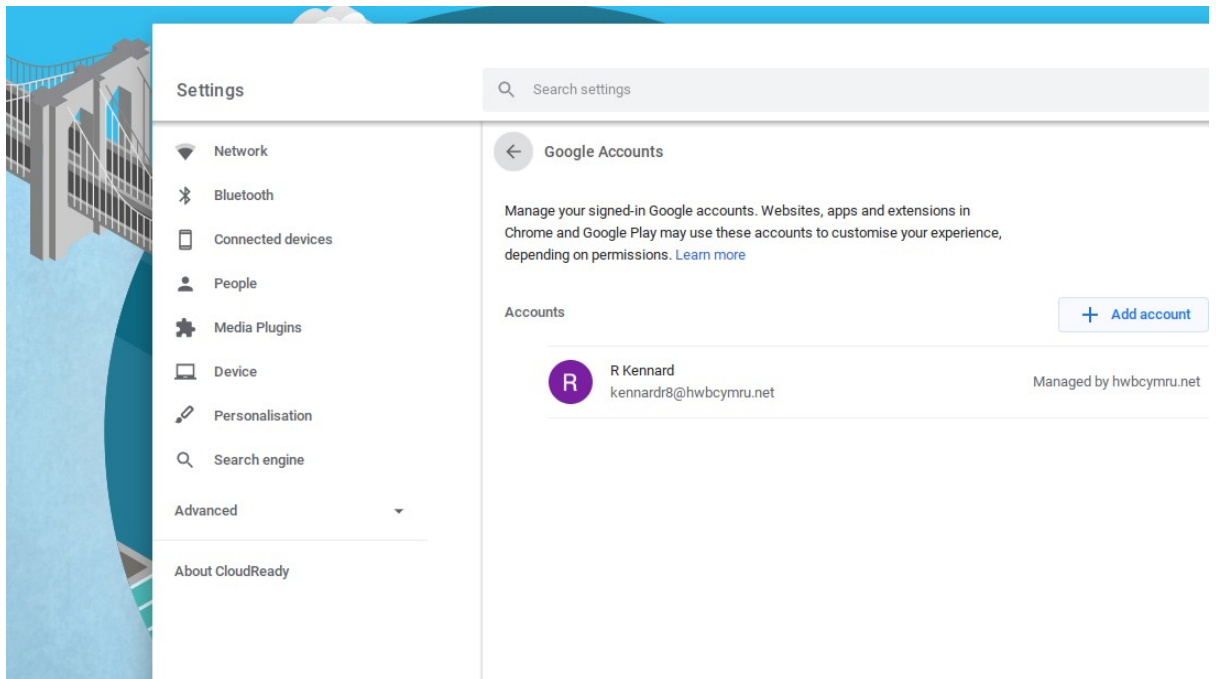 Settings
Search settings
Network
Bluetooth
Connected devices
People
Media Plugins
Device
Personalisation
Search engine
Advanced
About CloudReady
Google Accounts
Manage your signed-in Google accounts. Websites, apps and extensions in
Chrome and Google Play may use these accounts to customise your experience,
depending on permissions. Learn more
Accounts
Add account
R
R Kennard
kennardr8@hwbcymru.net
Managed by hwbcymru.net